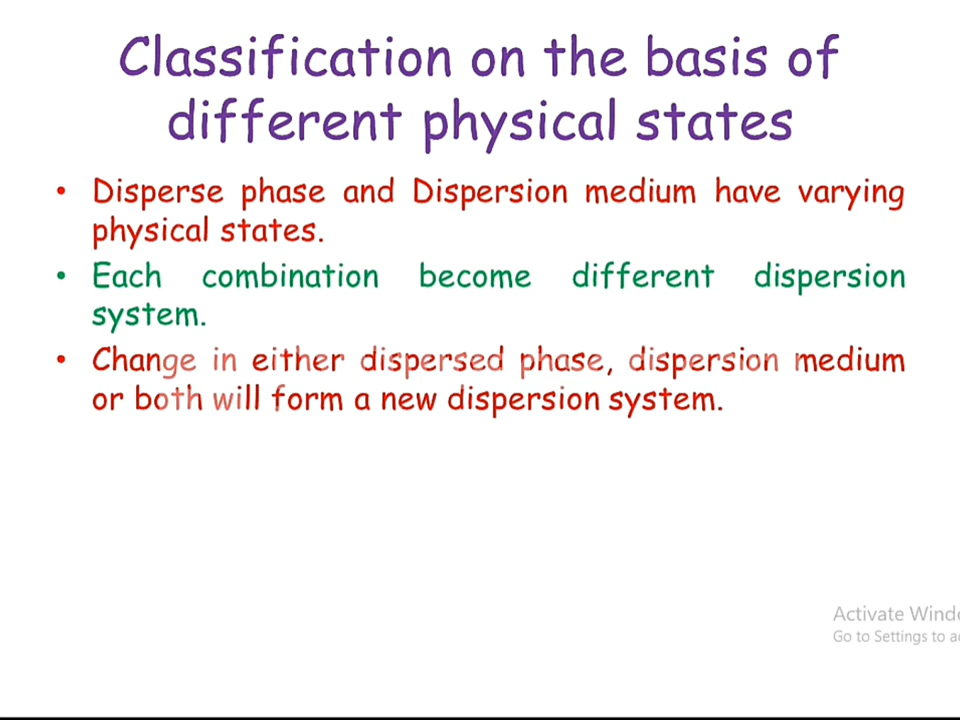 Classification on the basis of
different physical states
• Disperse phase and Dispersion medium have varying
physical states.
• Each combination become different dispersion
system.
• Change in either dispersed phase, dispersion medium
or both will form a new dispersion system.
Activate Windo
Go to Settings to a